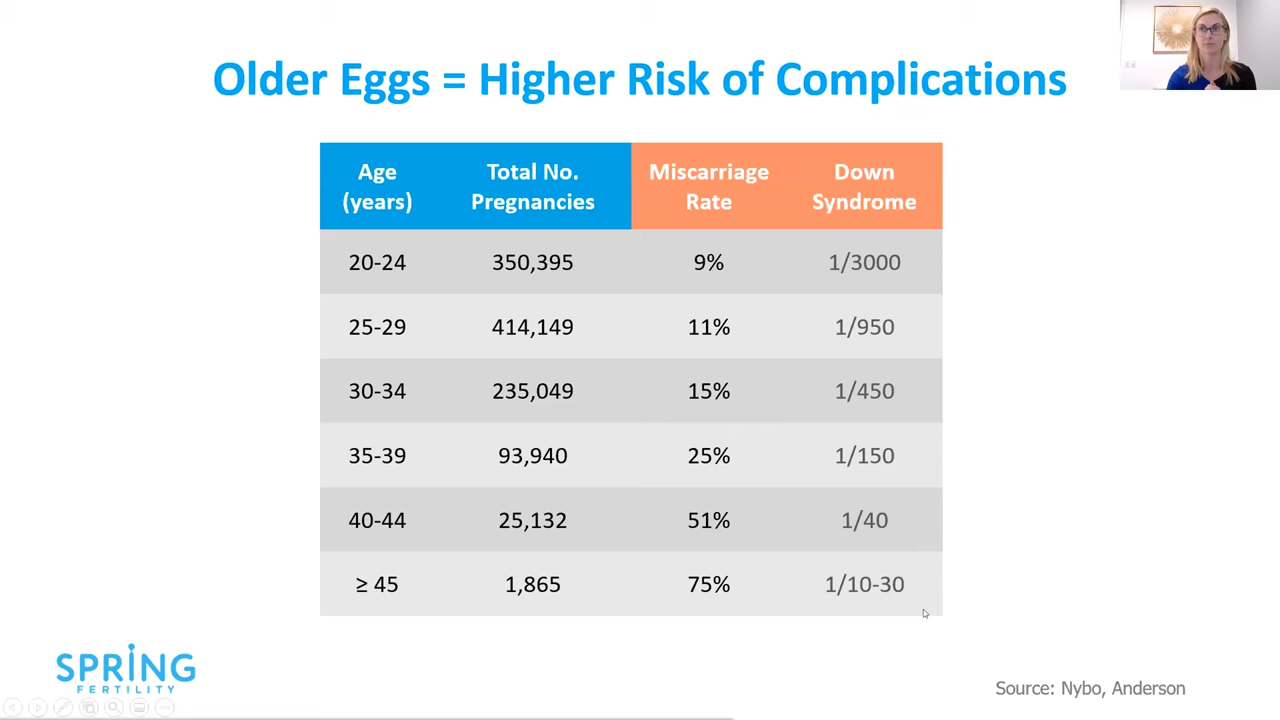 Older Eggs = Higher Risk of Complications
Age (years) Total No. Pregnancies Miscarriage Rate Down Syndrome
20-24 350,395 9% 1/3000
25-29 414,149 11% 1/950
30-34 235,049 15% 1/450
35-39 93,940 25% 1/150
40-44 25,132 51% 1/40
≥ 45 1,865 75% 1/10-30
SPRING
FERTILITY
Source: Nybo, Anderson